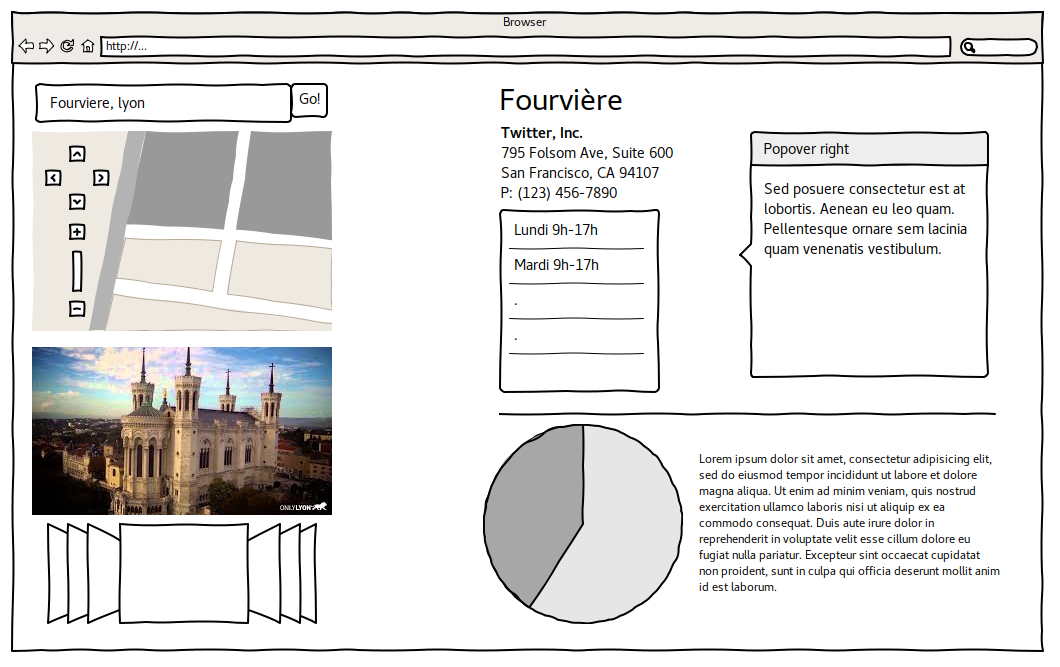 Browser
http://...
Fourviere, lyon
Go!
ONLYLYON
Fourvière
Twitter, Inc.
795 Folsom Ave, Suite 600
San Francisco, CA 94107
P: (123) 456-7890
Lundi 9h-17h
Mardi 9h-17h
.
.
Popover right
Sed posuere consectetur est at
lobortis. Aenean eu leo quam.
Pellentesque ornare sem lacinia
quam venenatis vestibulum.
Lorem ipsum dolor sit amet, consectetur adipisicing elit,
sed do eiusmod tempor incididunt ut labore et dolore
magna aliqua. Ut enim ad minim veniam, quis nostrud
exercitation ullamco laboris nisi ut aliquip ex ea
commodo consequat. Duis aute irure dolor in
reprehenderit in voluptate velit esse cillum dolore eu
fugiat nulla pariatur. Excepteur sint occaecat cupidatat
non proident, sunt in culpa qui officia deserunt mollit anim
id est laborum.